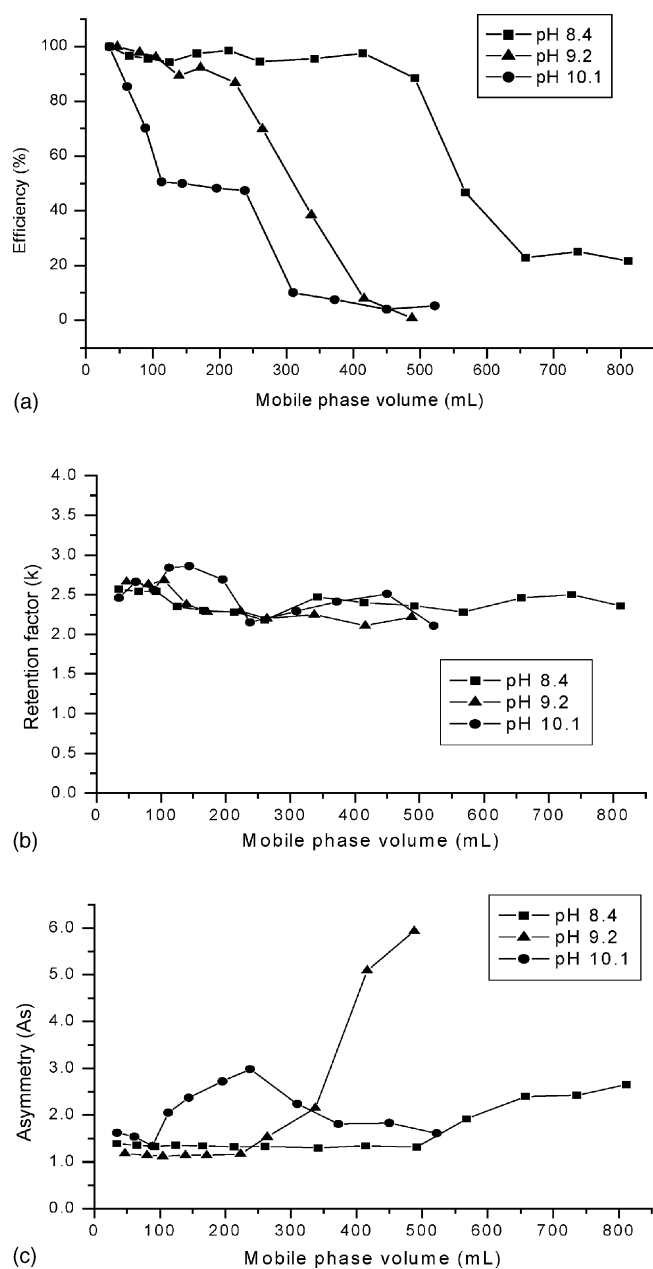 (a)
pH 8.4
pH 9.2
pH 10.1
Efficiency (%)
100
80
60
40
20
0
0 100 200 300 400 500 600 700 800
Mobile phase volume (mL)
(b)
Retention factor (k)
4.0
3.5
3.0
2.5
2.0
1.5
1.0
0.5
0.0
pH 8.4
pH 9.2
pH 10.1
0 100 200 300 400 500 600 700 800
Mobile phase volume (mL)
(c)
pH 8.4
pH 9.2
pH 10.1
Asymmetry (As)
6.0
5.0
4.0
3.0
2.0
1.0
0.0
0 100 200 300 400 500 600 700 800
Mobile phase volume (mL)